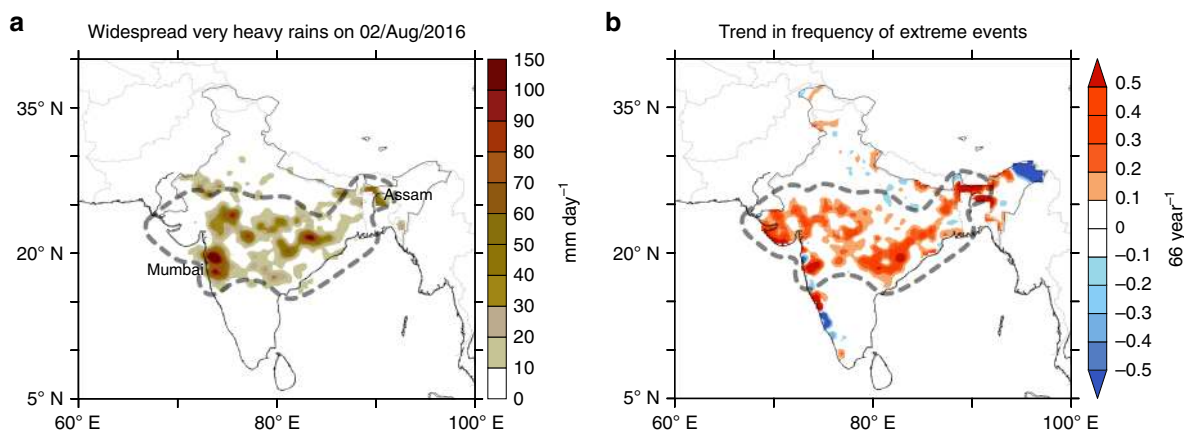 a Widespread very heavy rains on 02/Aug/2016
35° N
20° N
5° N
60° E 80° E 100° E
Assam
Mumbai
150
100
90
80
70
60
50
40
30
20
10
0
mm day⁻¹
b Trend in frequency of extreme events
35° N
20° N
5° N
60° E 80° E 100° E
0.5
0.4
0.3
0.2
0.1
0
−0.1
−0.2
−0.3
−0.4
−0.5
66 year⁻¹